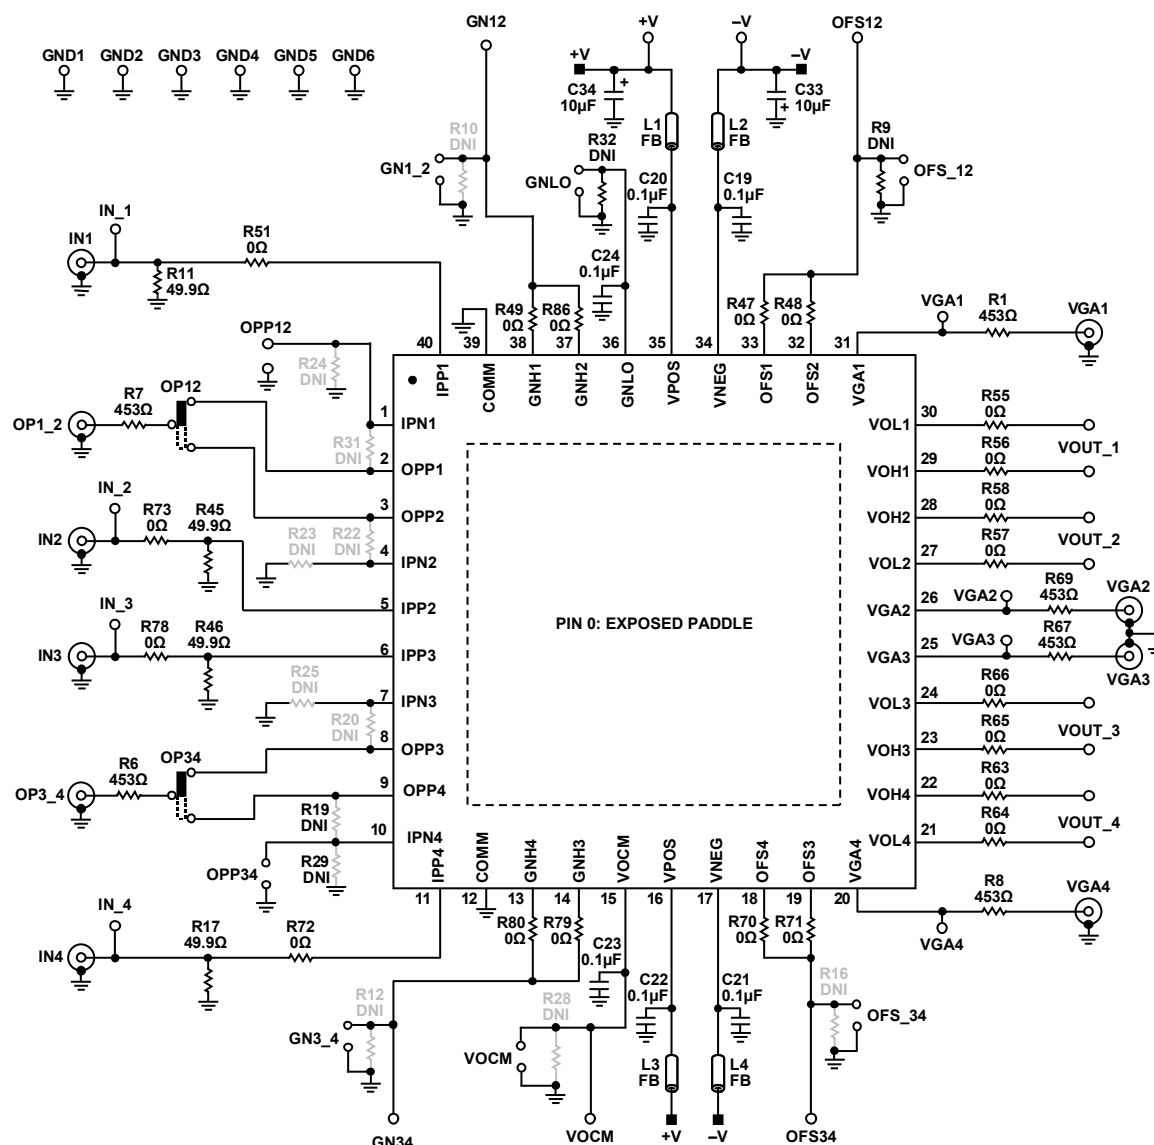 GND1 GND2 GND3 GND4 GND5 GND6
GN12
+V
–V
OFS12
+V
–V
C34
10µF
+
C33
10µF
+
L1
FB
L2
FB
R10
DNI
GN1_2
R32
DNI
GNLO
C20
0.1µF
C19
0.1µF
R9
DNI
OFS_12
IN_1
IN1
R51
0Ω
R11
49.9Ω
C24
0.1µF
R49
0Ω
R86
0Ω
R47
0Ω
R48
0Ω
VGA1
R1
453Ω
VGA1
OPP12
R24
DNI
40 39 38 37 36 35 34 33 32 31
IPP1 COMM GNH1 GNH2 GNLO VPOS VNEG OFS1 OFS2 VGA1
OP12
R7
453Ω
OP1_2
R31
DNI
1 IPN1
2 OPP1
3 OPP2
4 IPN2
5 IPP2
6 IPP3
7 IPN3
8 OPP3
9 OPP4
10 IPN4
IN_2
IN2
R73
0Ω
R45
49.9Ω
R23
DNI
R22
DNI
IN_3
IN3
R78
0Ω
R46
49.9Ω
R25
DNI
R20
DNI
OP34
R6
453Ω
OP3_4
R19
DNI
R29
DNI
OPP34
PIN 0: EXPOSED PADDLE
VOL1 30
VOH1 29
VOH2 28
VOL2 27
VGA2 26
VGA3 25
VOL3 24
VOH3 23
VOH4 22
VOL4 21
R55
0Ω
VOUT_1
R56
0Ω
R58
0Ω
VOUT_2
R57
0Ω
VGA2
R69
453Ω
VGA2
VGA3
R67
453Ω
VGA3
R66
0Ω
VOUT_3
R65
0Ω
R63
0Ω
VOUT_4
R64
0Ω
IPP4 COMM GNH4 GNH3 VOCM VPOS VNEG OFS4 OFS3 VGA4
11 12 13 14 15 16 17 18 19 20
IN_4
IN4
R17
49.9Ω
R72
0Ω
R80
0Ω
R79
0Ω
C23
0.1µF
C22
0.1µF
C21
0.1µF
R70
0Ω
R71
0Ω
VGA4
R8
453Ω
VGA4
R12
DNI
GN3_4
R28
DNI
VOCM
R16
DNI
OFS_34
L3
FB
L4
FB
GN34
VOCM
+V
–V
OFS34